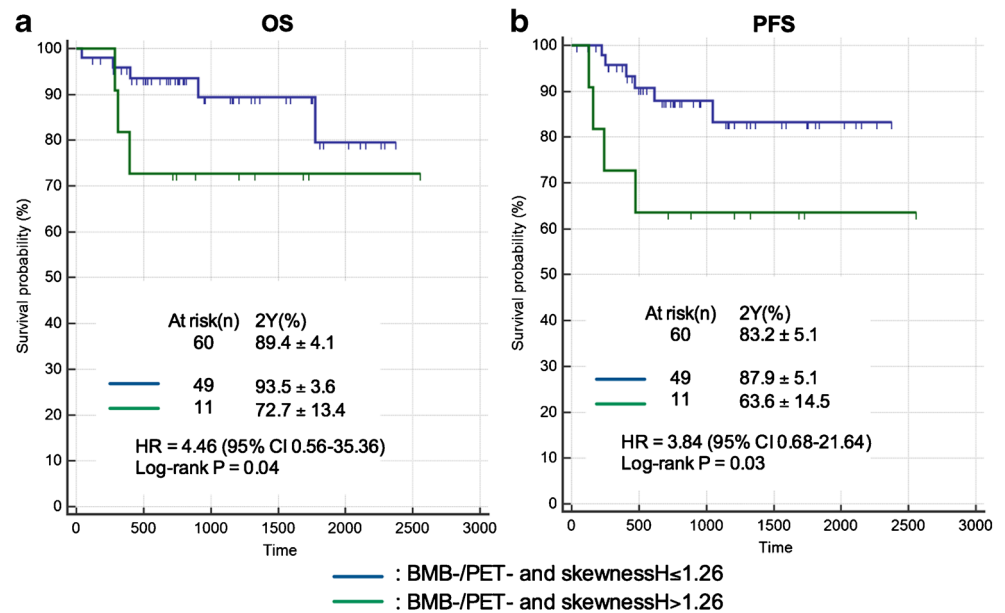 a OS
Survival probability (%)
100
90
80
70
60
50
40
30
20
10
0
At risk(n) 2Y(%)
60 89.4 ± 4.1
49 93.5 ± 3.6
11 72.7 ± 13.4
HR = 4.46 (95% CI 0.56-35.36)
Log-rank P = 0.04
0 500 1000 1500 2000 2500 3000
Time
b PFS
Survival probability (%)
100
90
80
70
60
50
40
30
20
10
0
At risk(n) 2Y(%)
60 83.2 ± 5.1
49 87.9 ± 5.1
11 63.6 ± 14.5
HR = 3.84 (95% CI 0.68-21.64)
Log-rank P = 0.03
0 500 1000 1500 2000 2500 3000
Time
: BMB-/PET- and skewnessH≤1.26
: BMB-/PET- and skewnessH>1.26